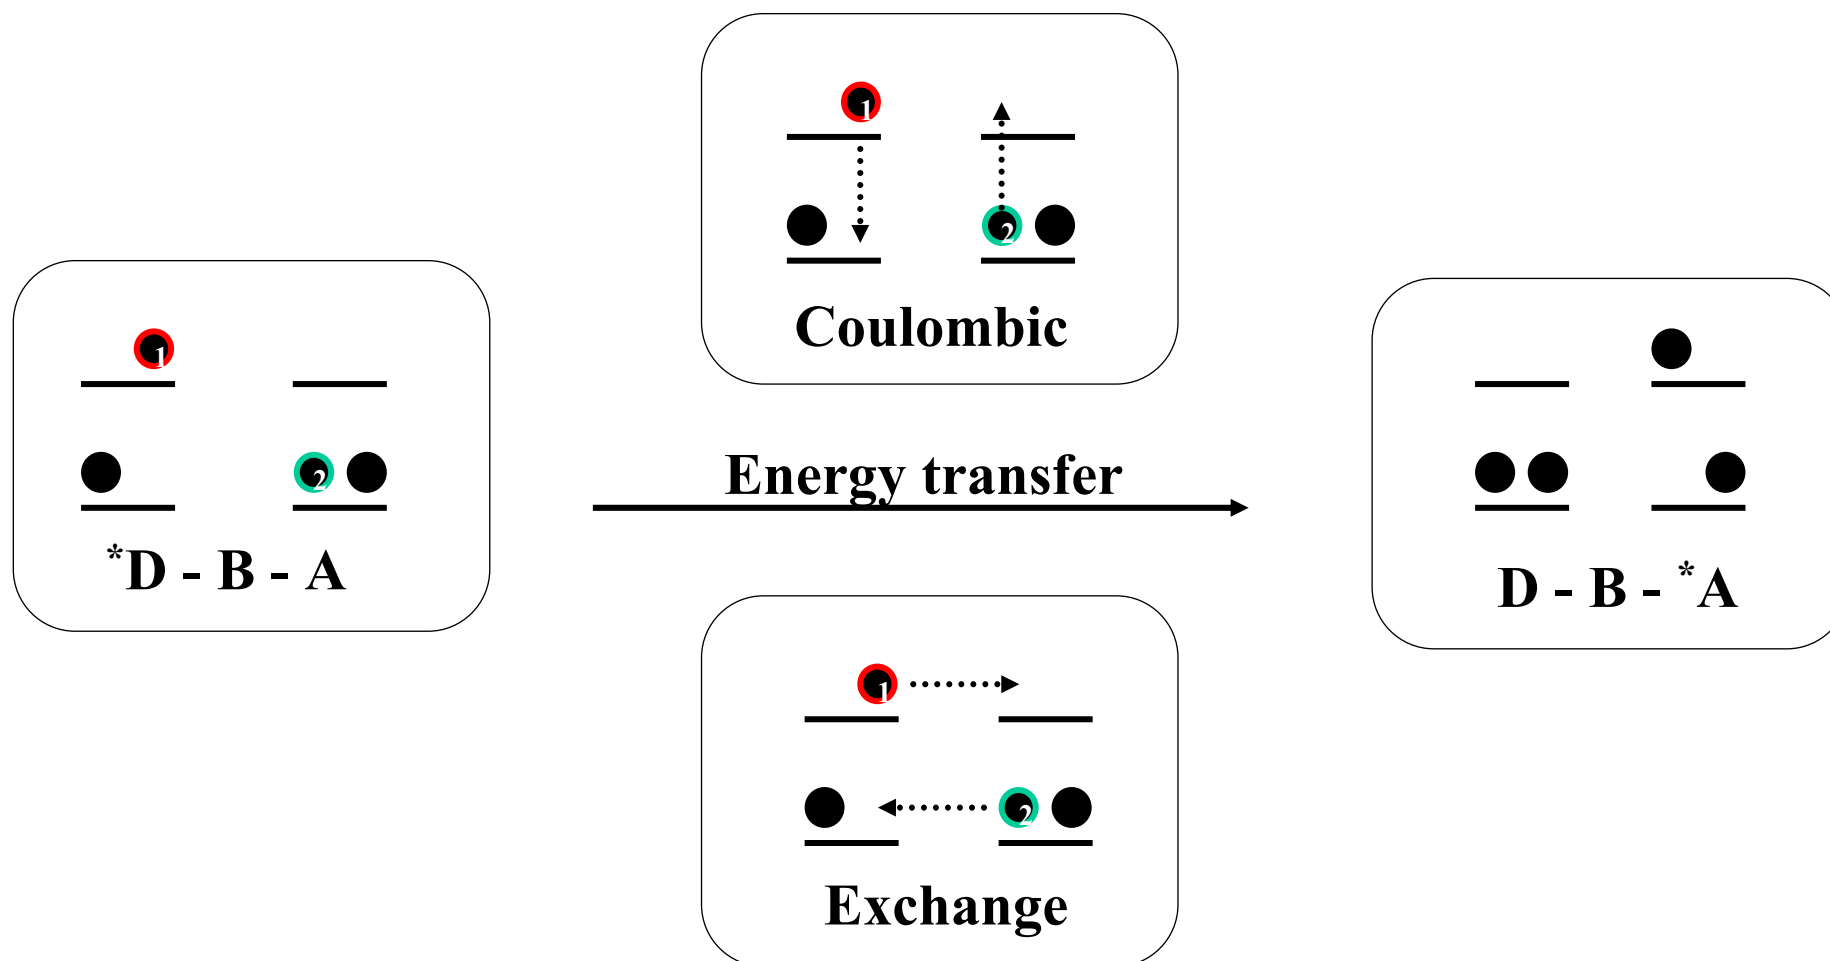 1
2
*D - B - A
1
2
Coulombic
Energy transfer
1
2
Exchange
D - B - *A